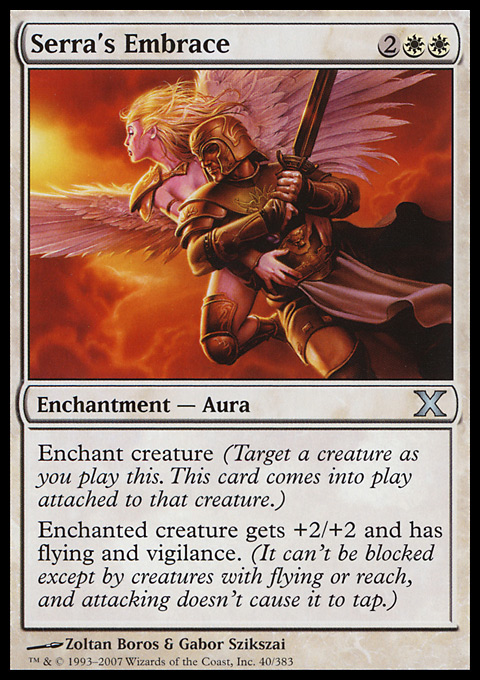 Serra's Embrace 2
Enchantment — Aura X
Enchant creature (Target a creature as
you play this. This card comes into play
attached to that creature.)
Enchanted creature gets +2/+2 and has
flying and vigilance. (It can't be blocked
except by creatures with flying or reach,
and attacking doesn't cause it to tap.)
Zoltan Boros & Gabor Szikszai
™ & © 1993–2007 Wizards of the Coast, Inc. 40/383